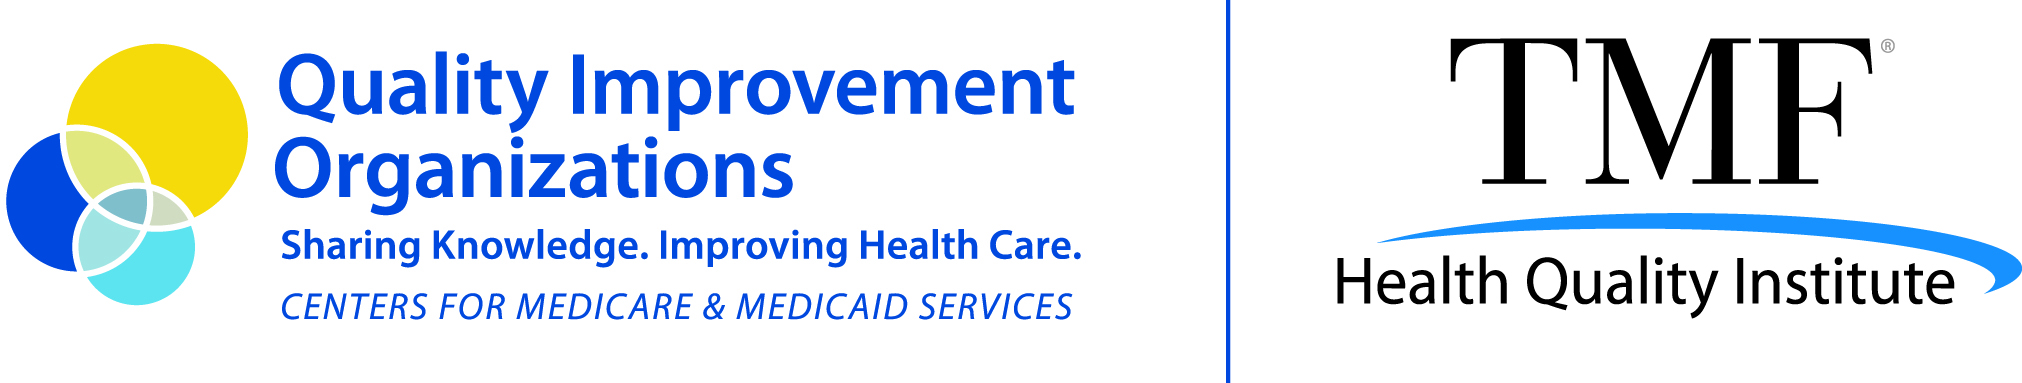 Quality Improvement
Organizations
Sharing Knowledge. Improving Health Care.
CENTERS FOR MEDICARE & MEDICAID SERVICES
TMF®
Health Quality Institute